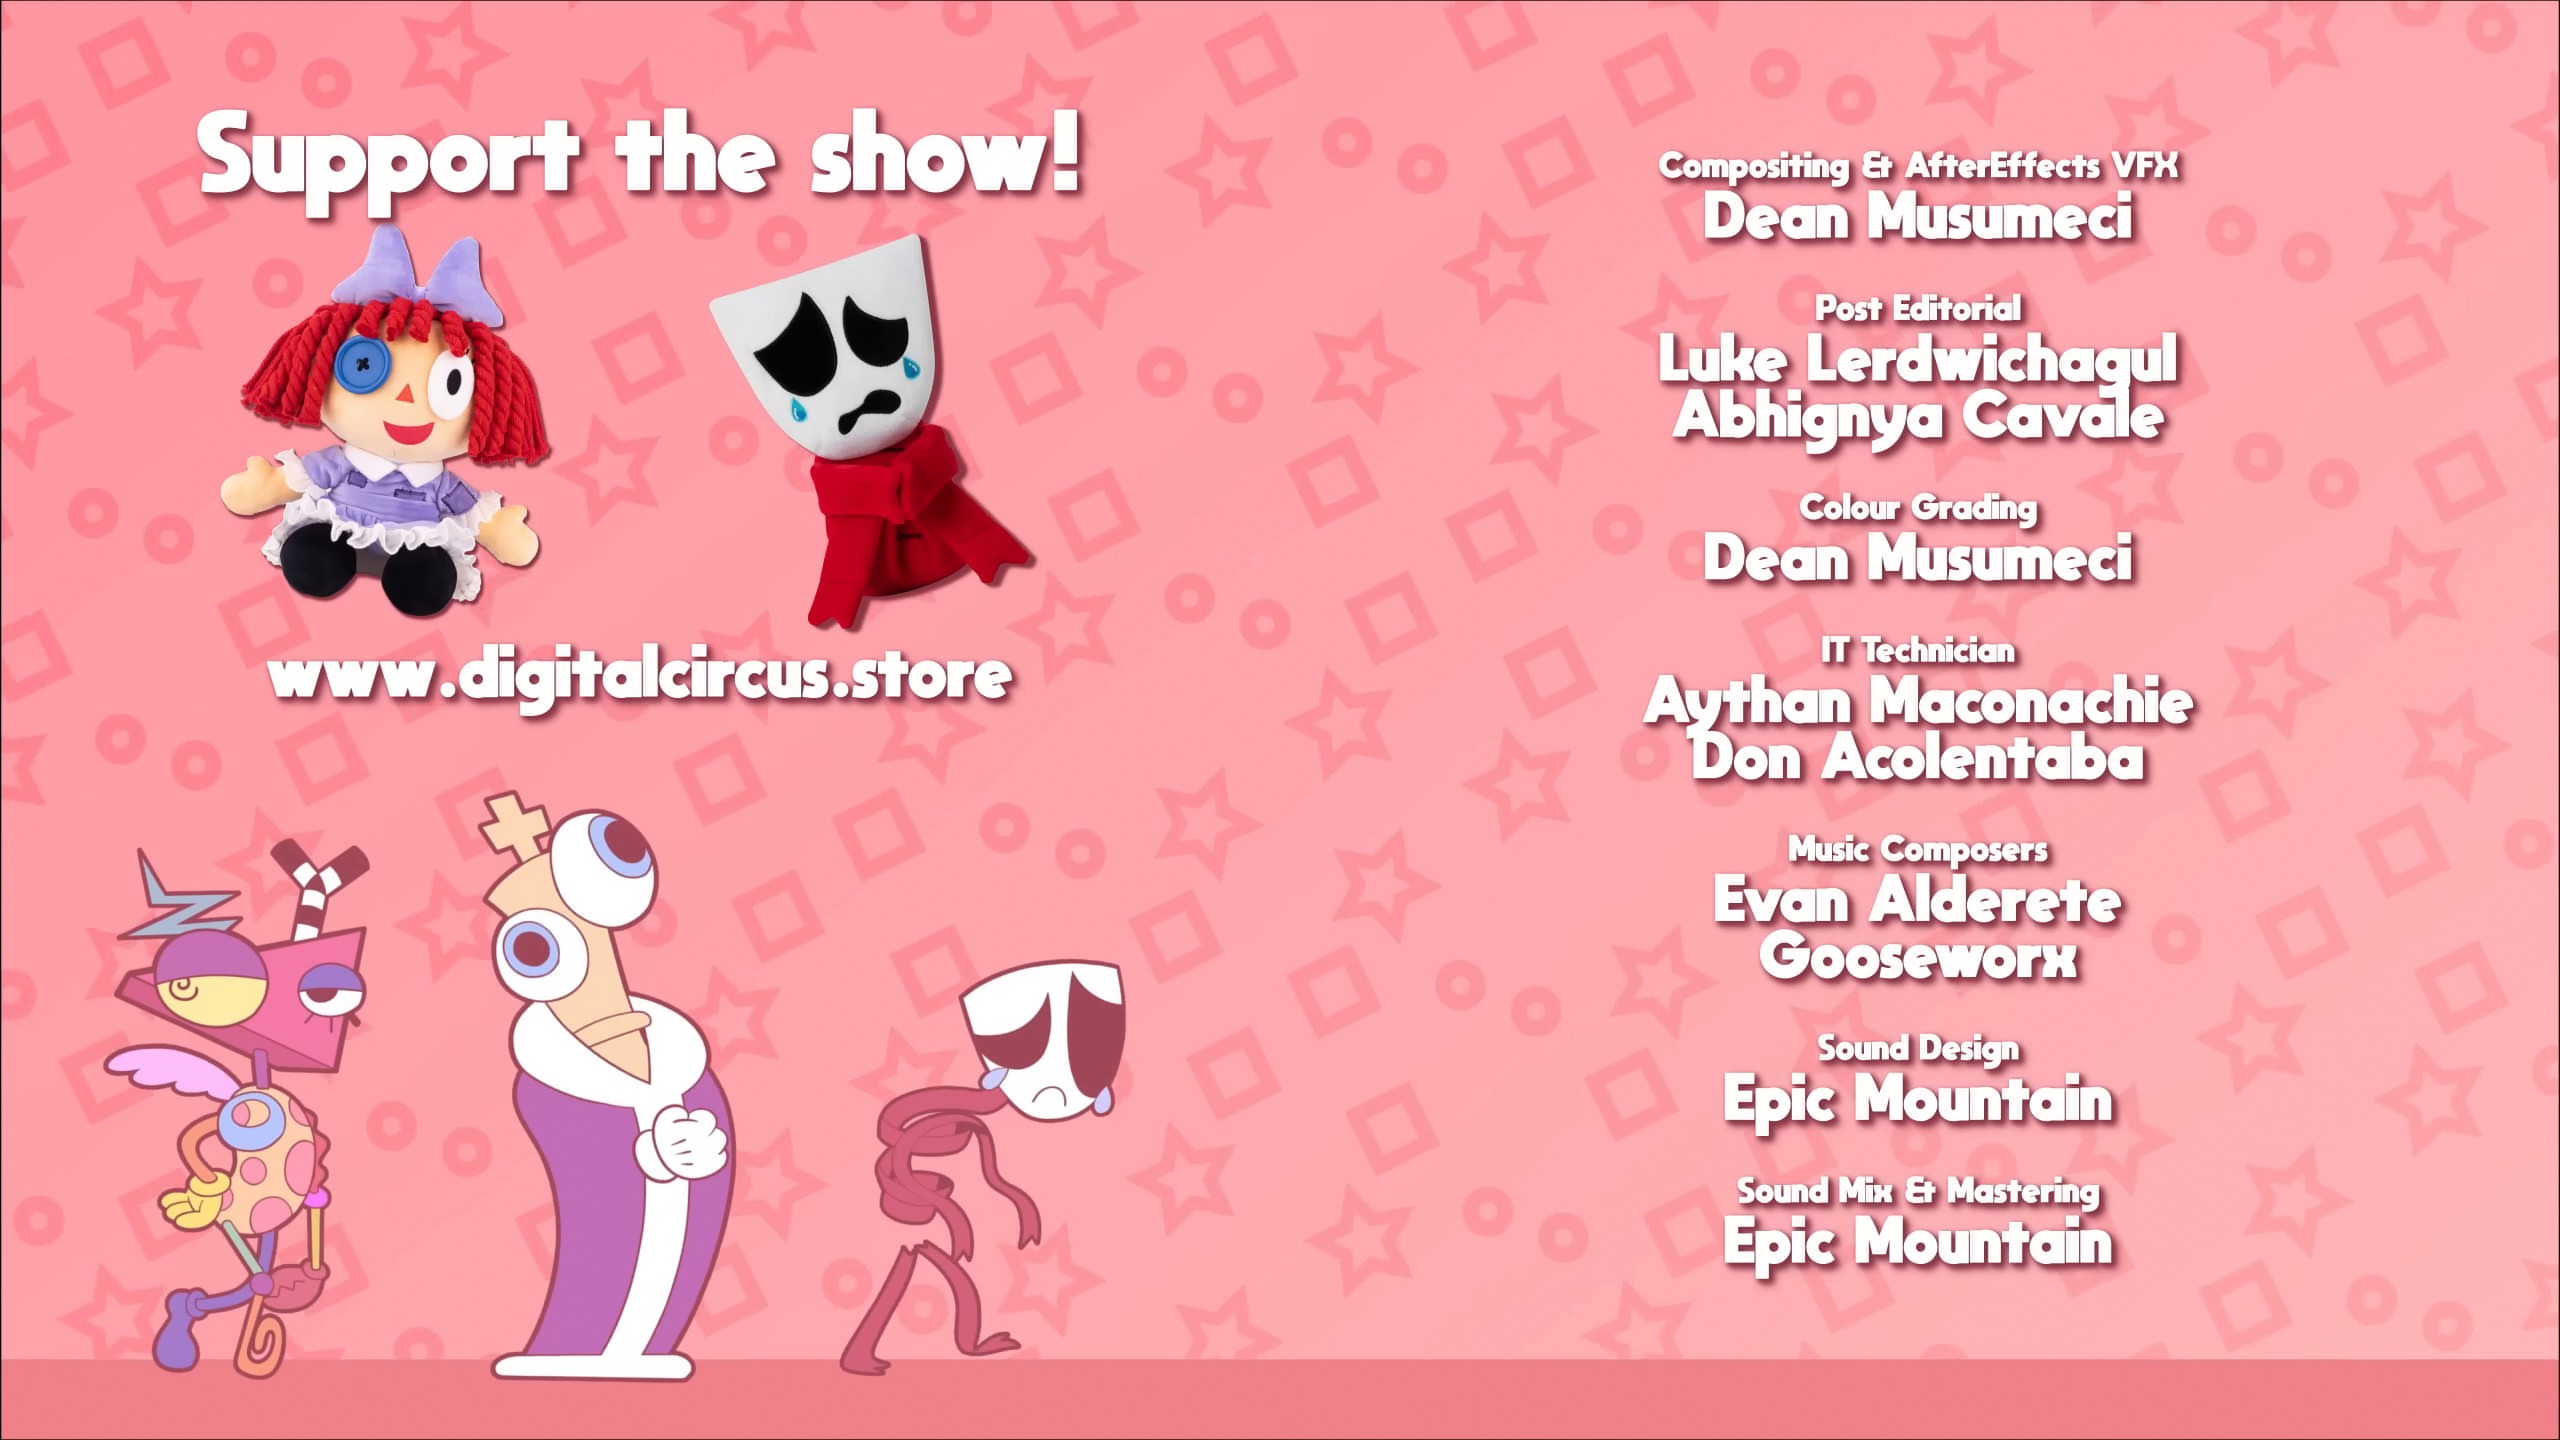 Support the show!
www.digitalcircus.store
Compositing & AfterEffects VFX
Dean Musumeci
Post Editorial
Luke Lerdwichagul
Abhignya Cavale
Colour Grading
Dean Musumeci
IT Technician
Aythan Maconachie
Don Acolentaba
Music Composers
Evan Alderete
Gooseworx
Sound Design
Epic Mountain
Sound Mix & Mastering
Epic Mountain